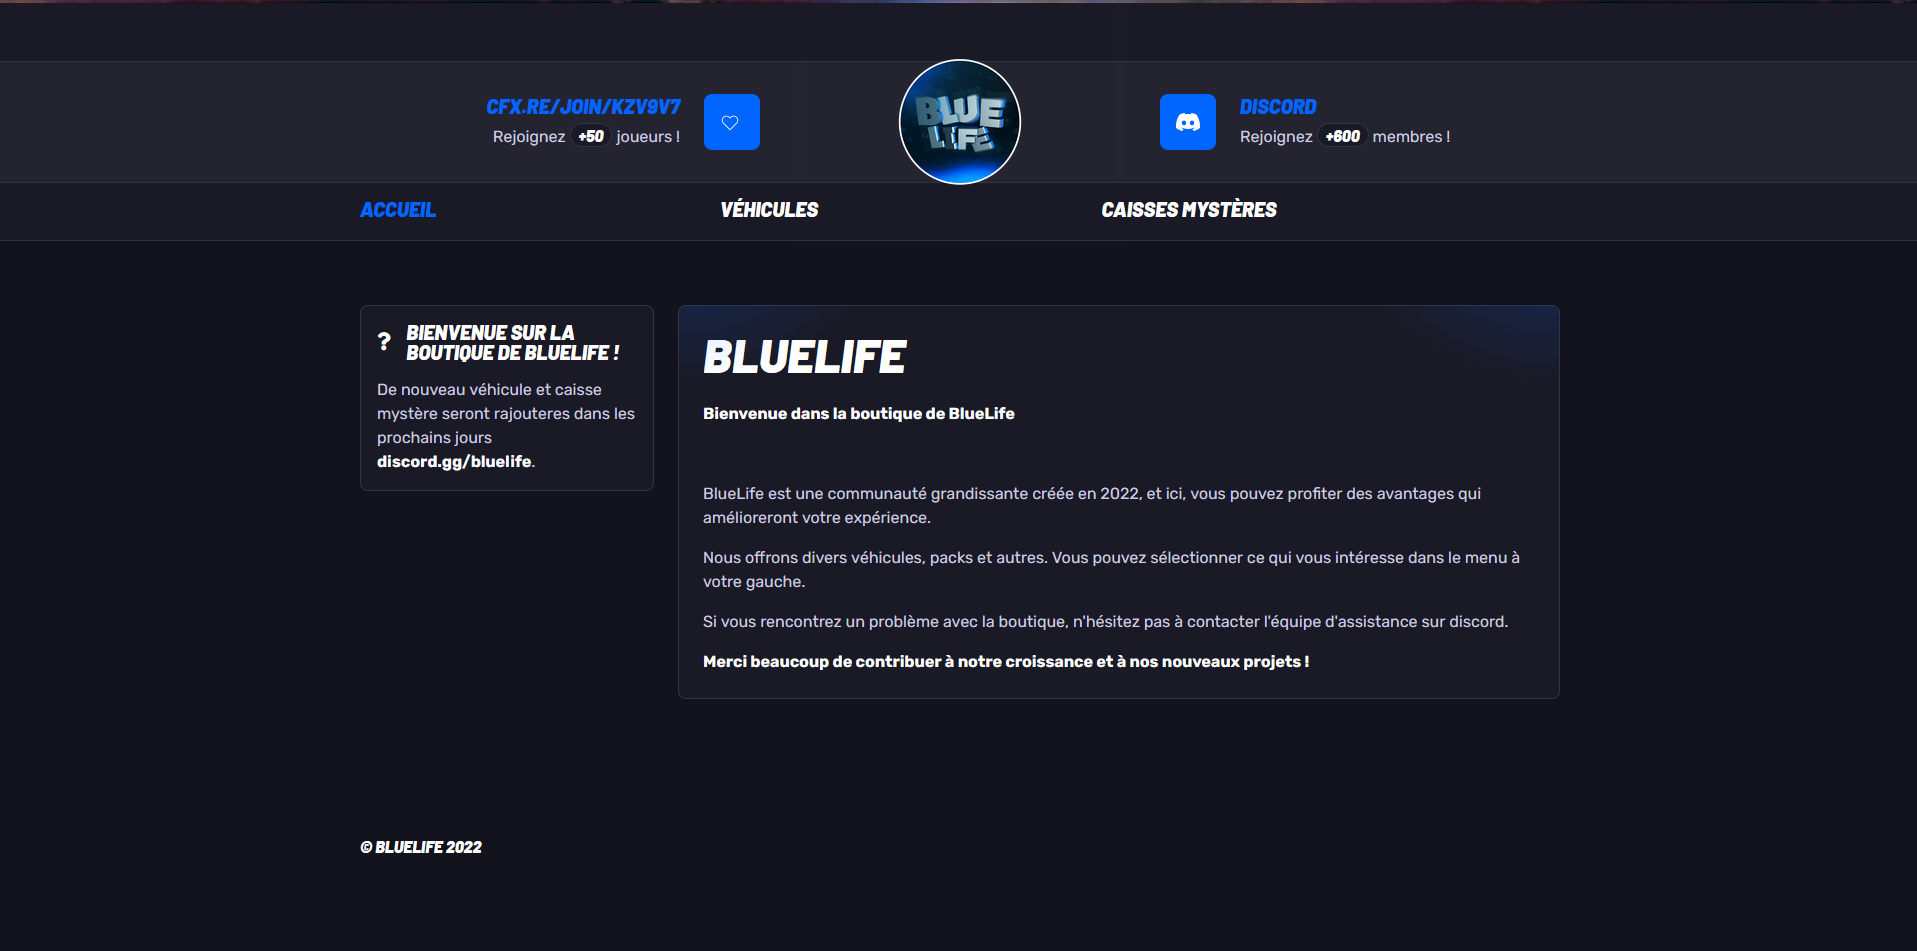 CFX.RE/JOIN/KZV9V7
Rejoignez +50 joueurs !
BLUE
LIFE
DISCORD
Rejoignez +600 membres !
ACCUEIL
VÉHICULES
CAISSES MYSTÈRES
? BIENVENUE SUR LA
BOUTIQUE DE BLUELIFE !
De nouveau véhicule et caisse
mystère seront rajouteres dans les
prochains jours
discord.gg/bluelife.
BLUELIFE
Bienvenue dans la boutique de BlueLife
BlueLife est une communauté grandissante créée en 2022, et ici, vous pouvez profiter des avantages qui
amélioreront votre expérience.
Nous offrons divers véhicules, packs et autres. Vous pouvez sélectionner ce qui vous intéresse dans le menu à
votre gauche.
Si vous rencontrez un problème avec la boutique, n'hésitez pas à contacter l'équipe d'assistance sur discord.
Merci beaucoup de contribuer à notre croissance et à nos nouveaux projets !
© BLUELIFE 2022